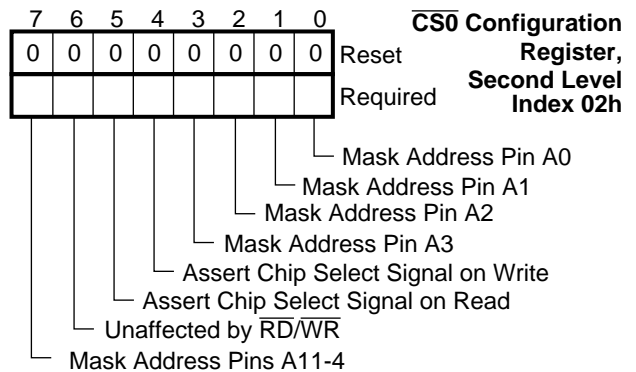 7 6 5 4 3 2 1 0
CS0 Configuration
0 0 0 0 0 0 0 0 Reset
Register,
Second Level
Required
Index 02h
Mask Address Pin A0
Mask Address Pin A1
Mask Address Pin A2
Mask Address Pin A3
Assert Chip Select Signal on Write
Assert Chip Select Signal on Read
Unaffected by RD/WR
Mask Address Pins A11-4